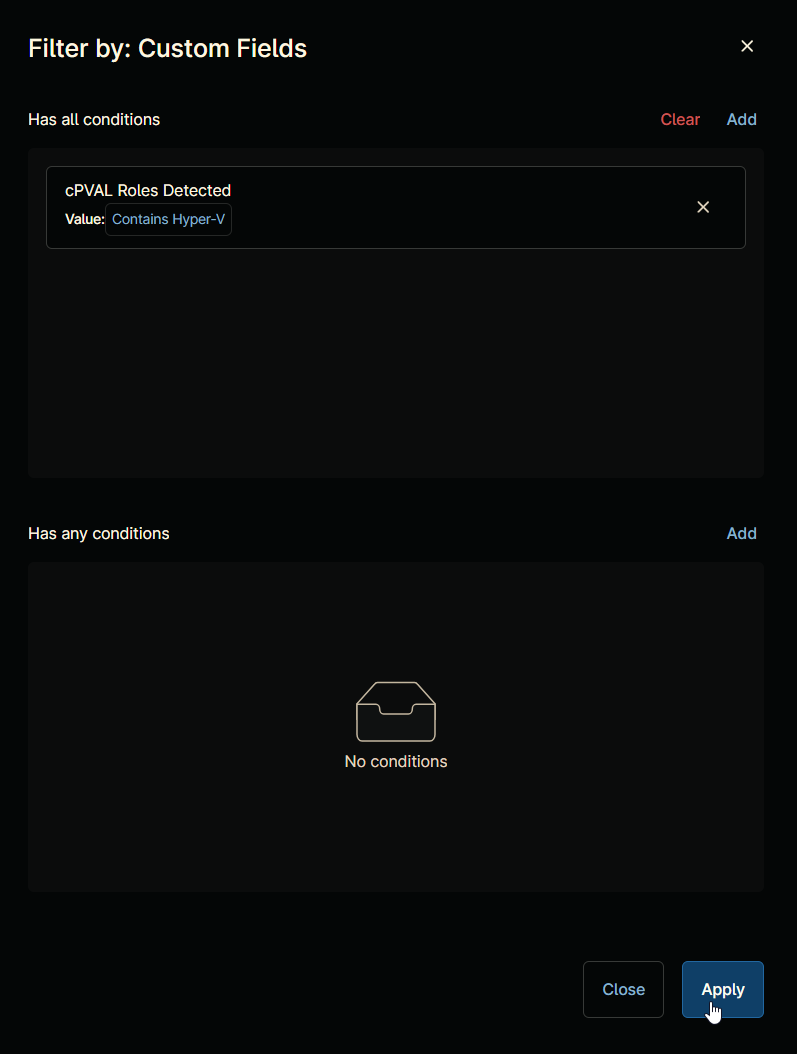 Filter by: Custom Fields
Has all conditions
Clear
Add
cPVAL Roles Detected
Value: Contains Hyper-V
Has any conditions
Add
No conditions
Close
Apply